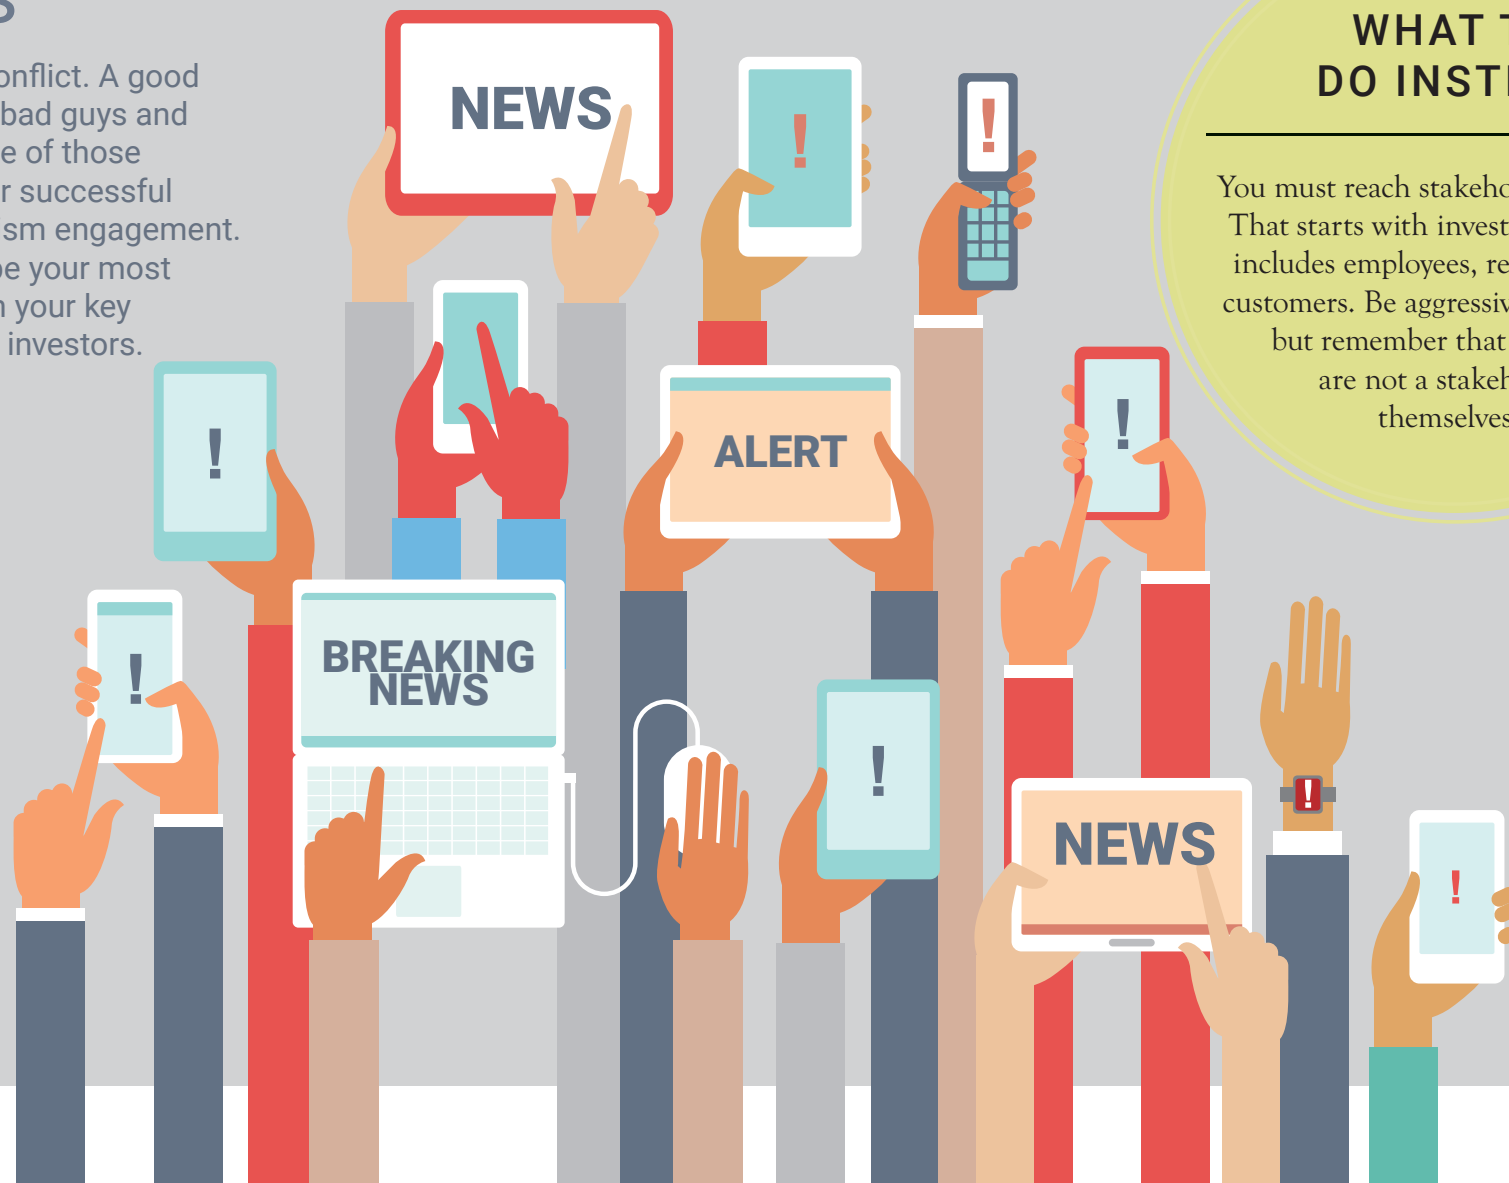 onflict. A good
bad guys and
e of those
r successful
ism engagement.
be your most
your key
investors.
NEWS
!
!
WHAT
DO INSTI
You must reach stakeho
That starts with invest
includes employees, re
customers. Be aggressiv
but remember that
are not a stakeh
themselves
!
ALERT
!
!
BREAKING
NEWS
!
NEWS
!
!